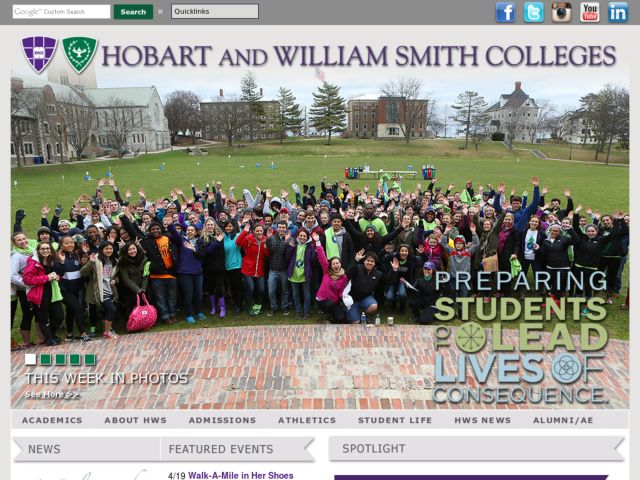 Google™ Custom Search
Search
×
Quicklinks
HOBART AND WILLIAM SMITH COLLEGES
PREPARING
STUDENTS
TO LEAD
LIVES OF
CONSEQUENCE.
THIS WEEK IN PHOTOS
See More >>
ACADEMICS ABOUT HWS ADMISSIONS ATHLETICS STUDENT LIFE HWS NEWS ALUMNI/AE
NEWS FEATURED EVENTS SPOTLIGHT
4/19 Walk-A-Mile in Her Shoes